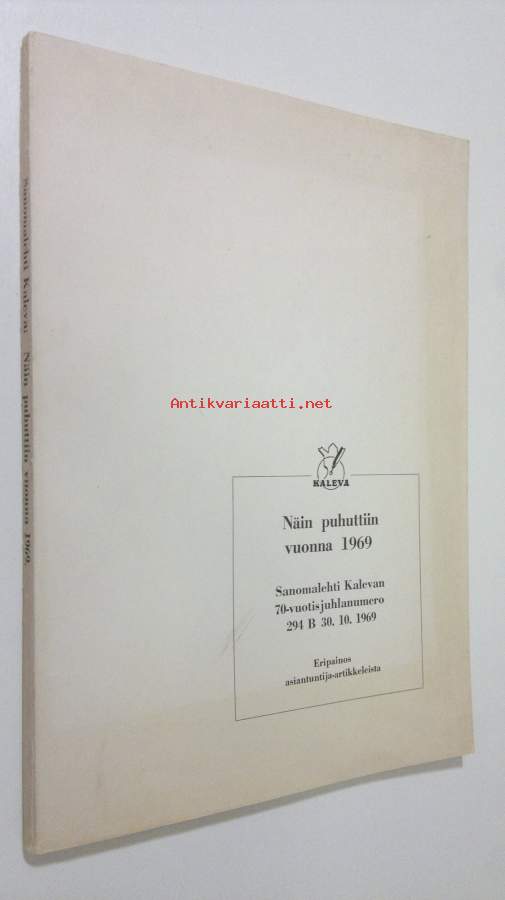 Sanomalehti Kaleva: Näin puhuttiin vuonna 1969
Antikvariaatti.net
KALEVA
Näin puhuttiin
vuonna 1969
Sanomalehti Kalevan
70-vuotisjuhlanumero
294 B 30. 10. 1969
Eripainos
asiantuntija-artikkeleista